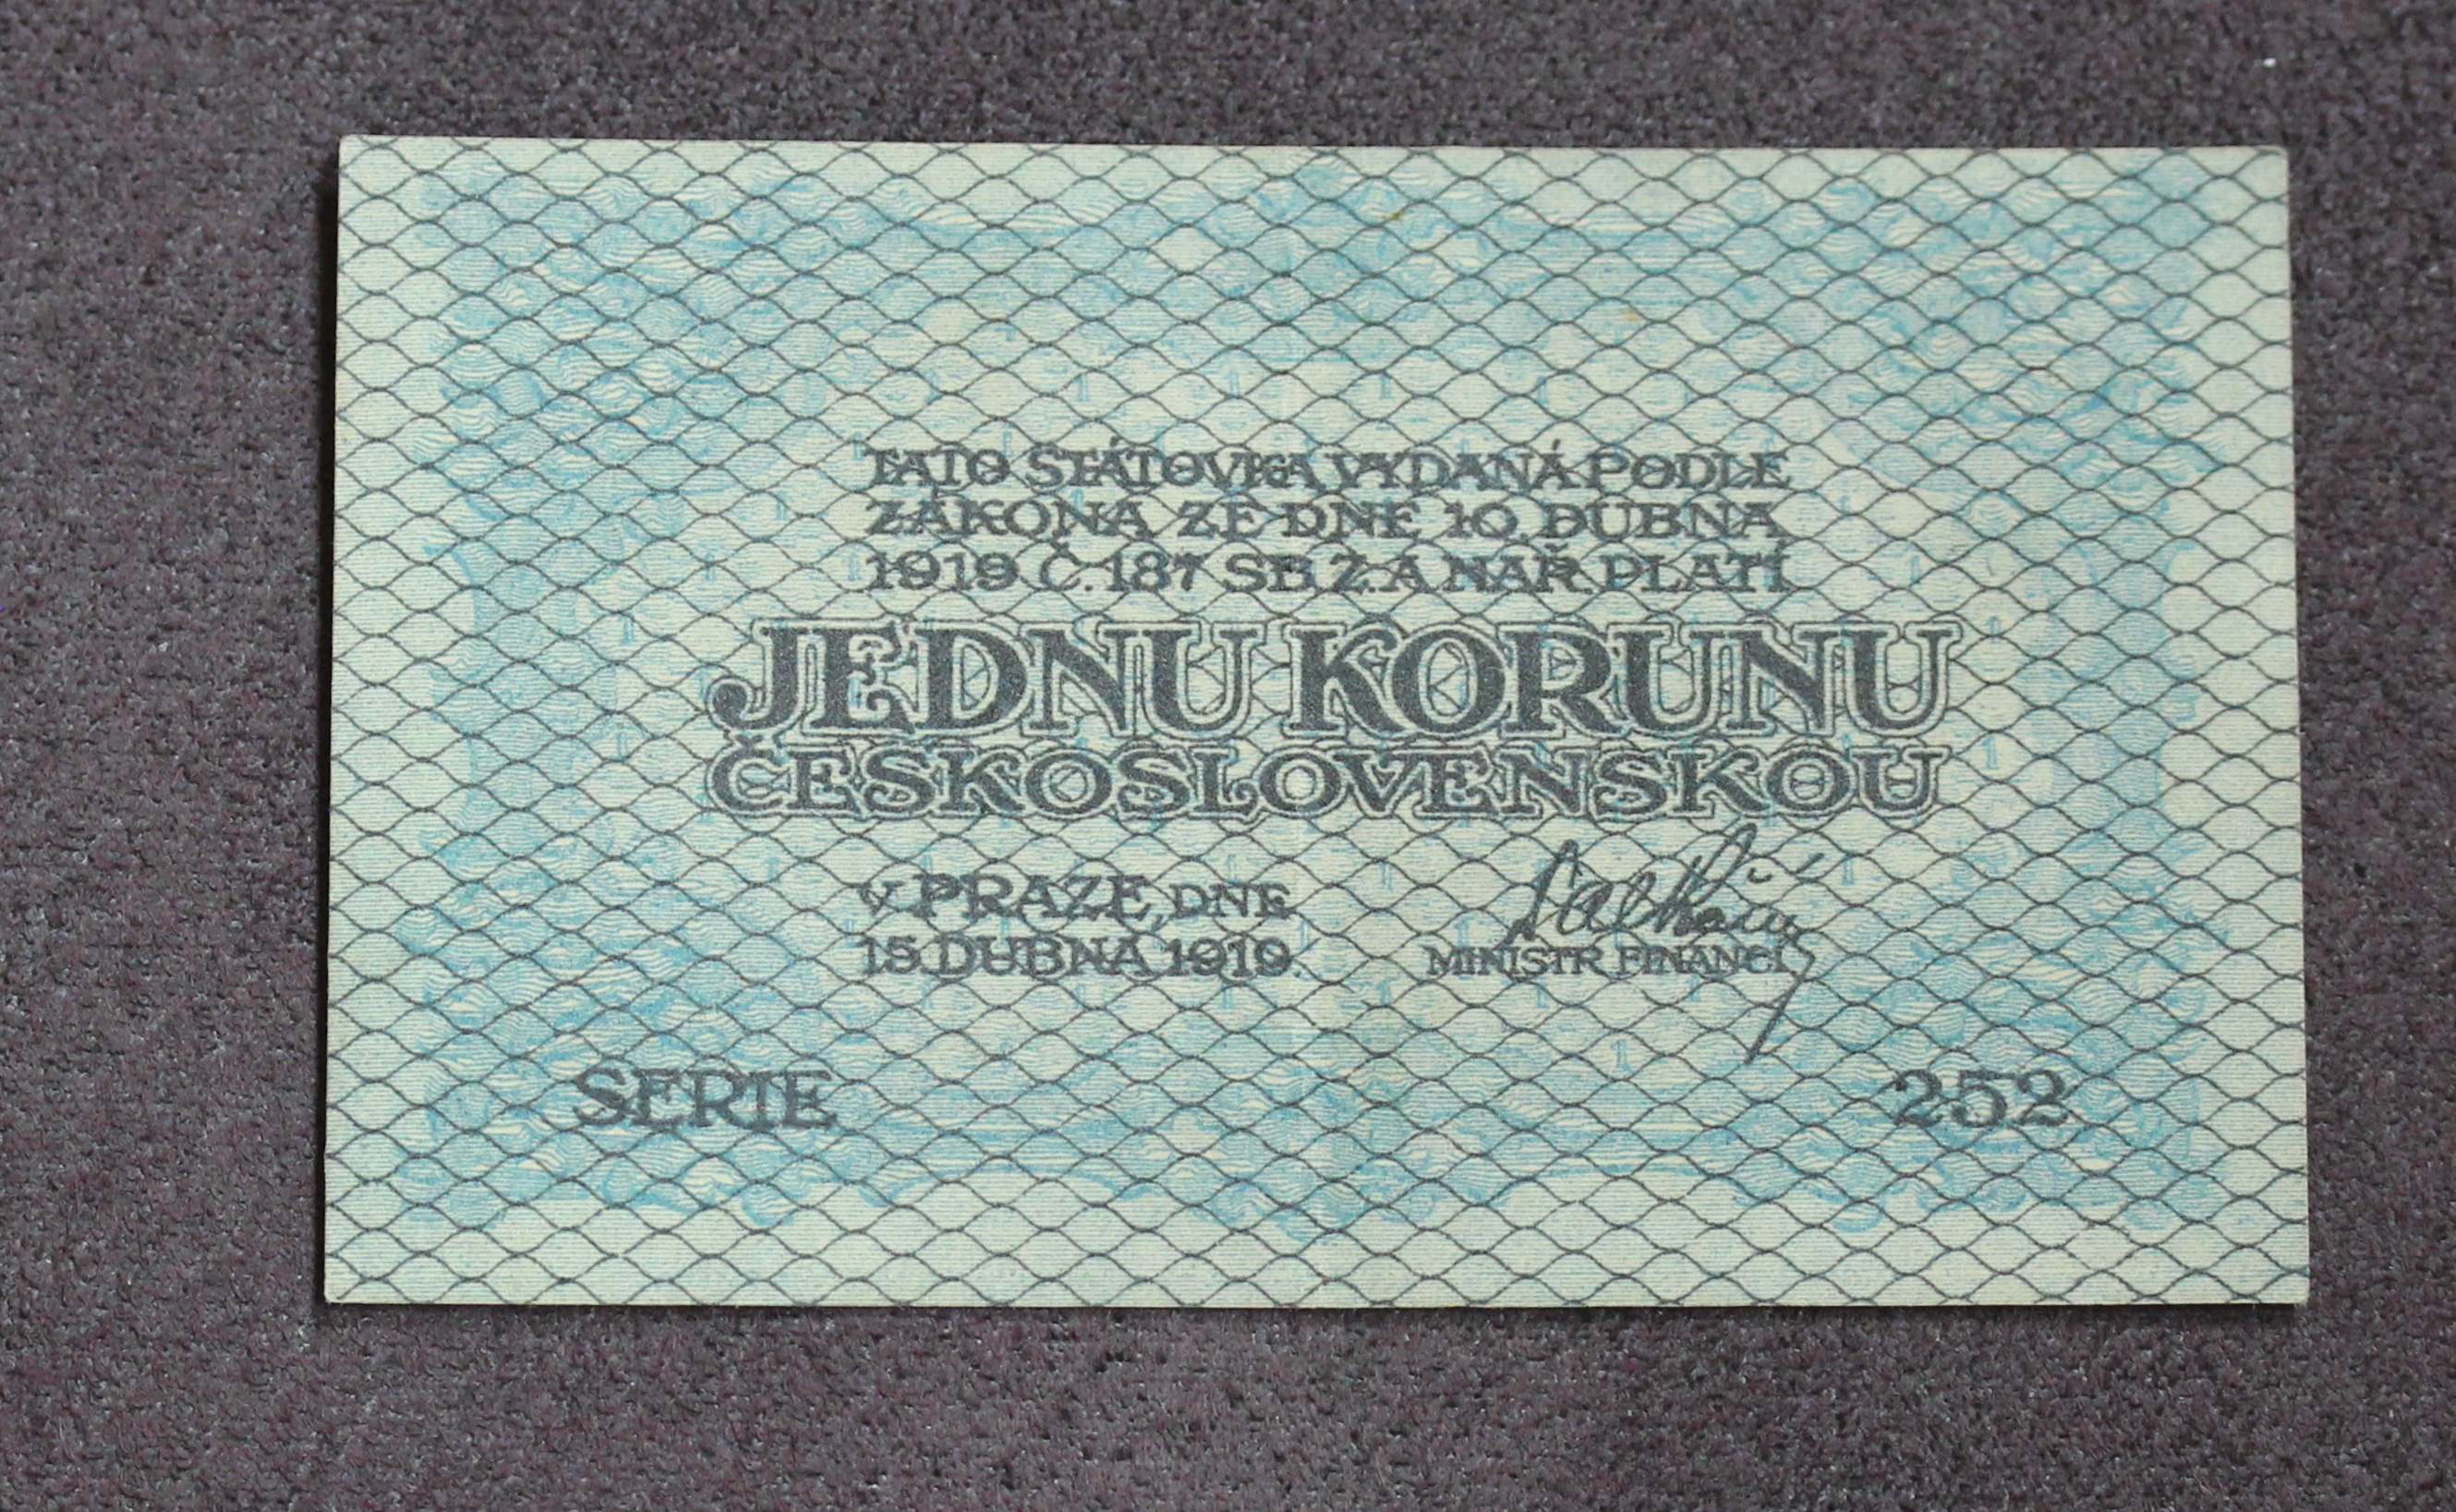 TATO STÁTOVKA VYDANÁ PODLE
ZÁKONA ZE DNE 10. DUBNA
1919 Č. 187 SB. Z. A NAŘ. PLATÍ
JEDNU KORUNU
ČESKOSLOVENSKOU
V PRAZE, DNE
15. DUBNA 1919.
MINISTR FINANCÍ
SERIE
252